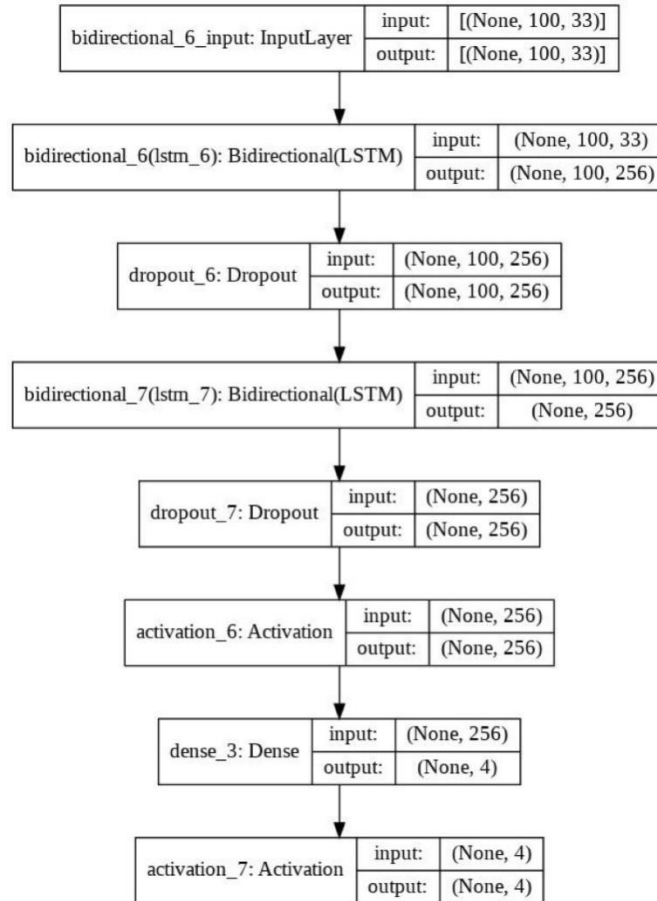 bidirectional_6_input: InputLayer
input: [(None, 100, 33)]
output: [(None, 100, 33)]
bidirectional_6(lstm_6): Bidirectional(LSTM)
input: (None, 100, 33)
output: (None, 100, 256)
dropout_6: Dropout
input: (None, 100, 256)
output: (None, 100, 256)
bidirectional_7(lstm_7): Bidirectional(LSTM)
input: (None, 100, 256)
output: (None, 256)
dropout_7: Dropout
input: (None, 256)
output: (None, 256)
activation_6: Activation
input: (None, 256)
output: (None, 256)
dense_3: Dense
input: (None, 256)
output: (None, 4)
activation_7: Activation
input: (None, 4)
output: (None, 4)